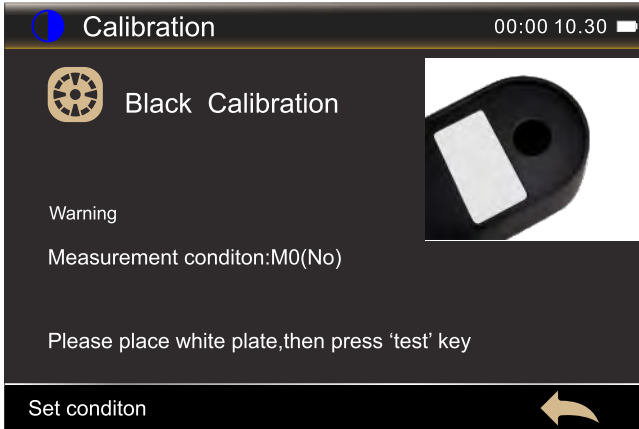 Calibration 00:00 10.30
Black Calibration
Warning
Measurement conditon:M0(No)
Please place white plate,then press ‘test’ key
Set conditon